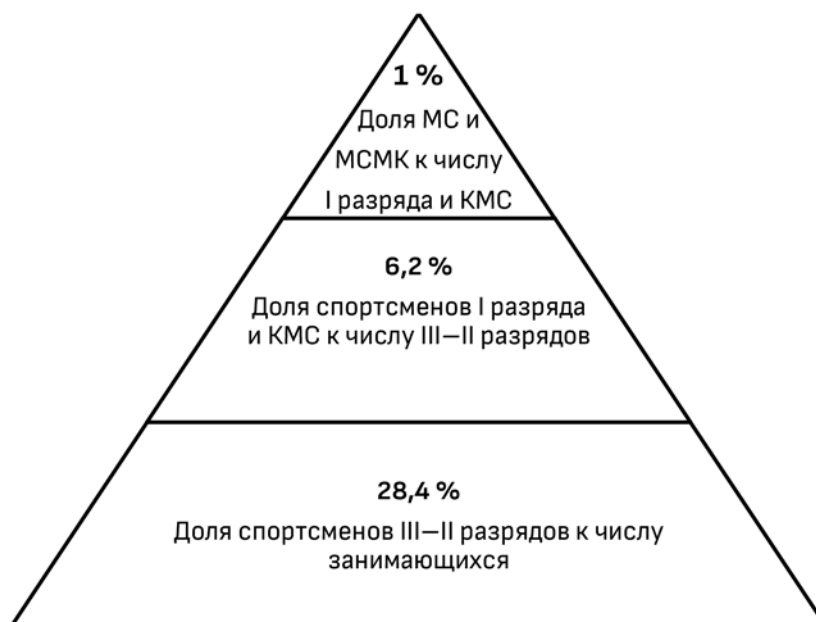 1 %
Доля МС и
МСМК к числу
I разряда и КМС
6,2 %
Доля спортсменов I разряда
и КМС к числу III—II разрядов
28,4 %
Доля спортсменов III—II разрядов к числу
занимающихся